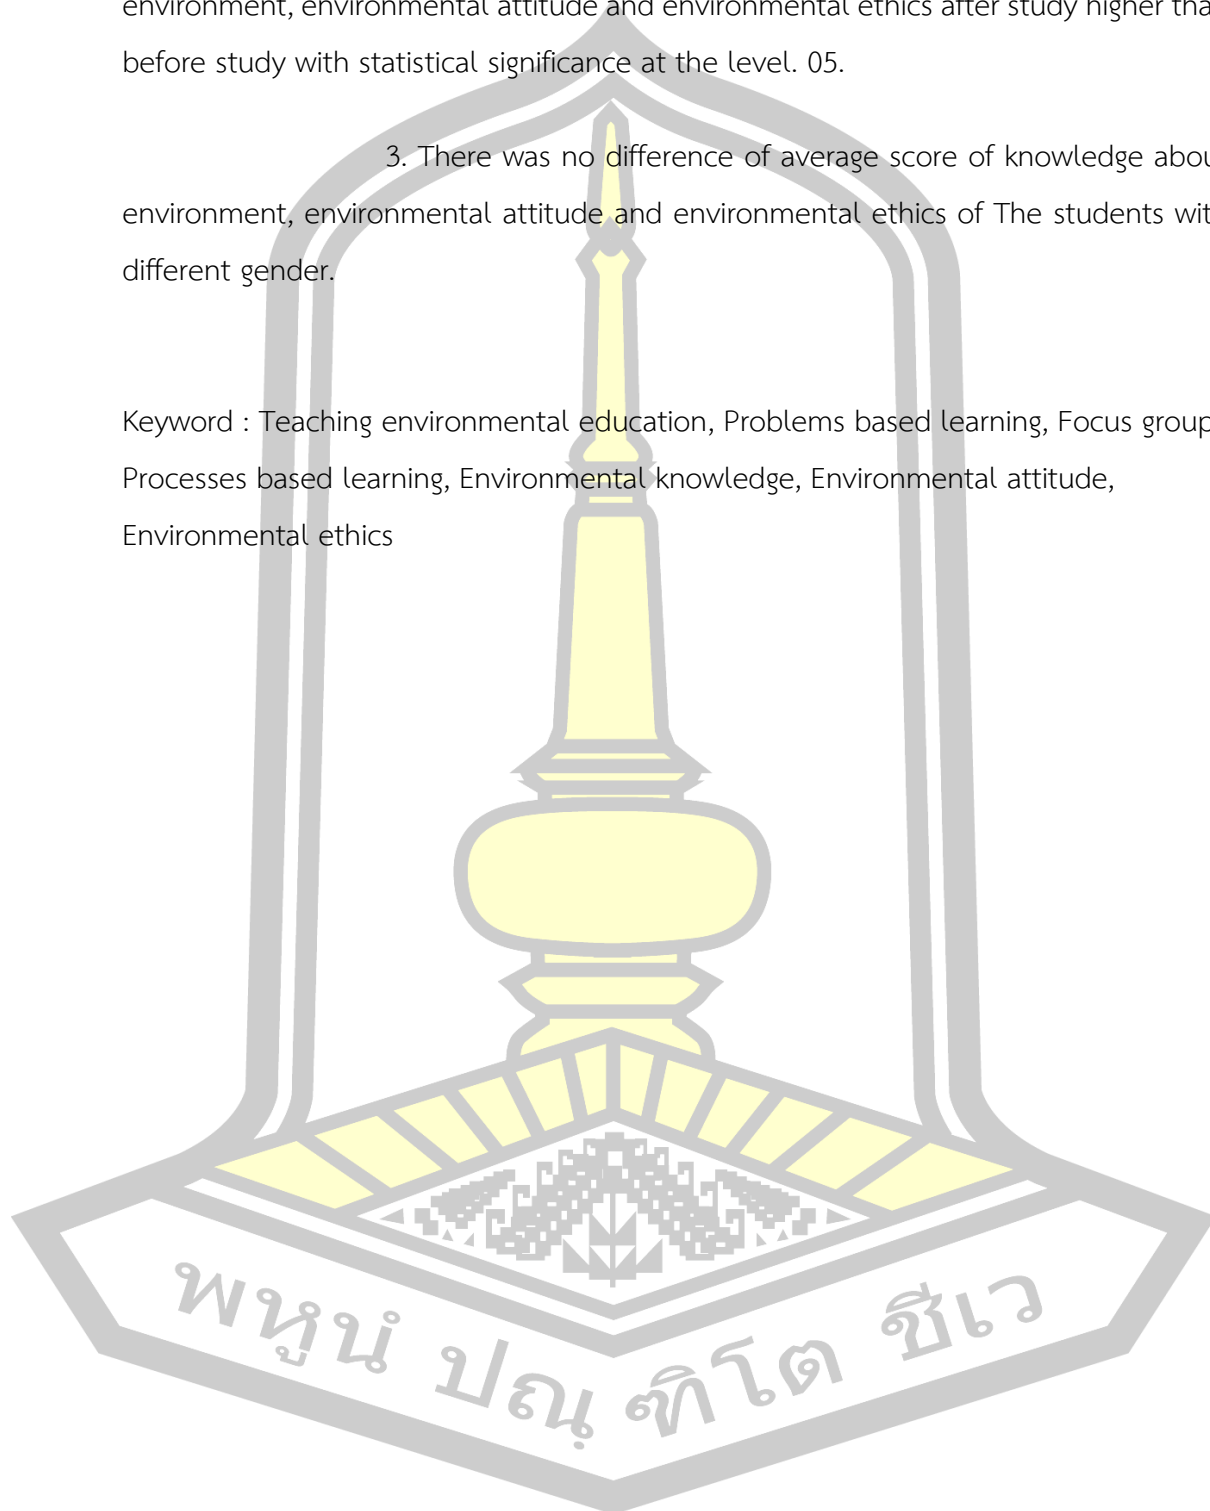 environment, environmental attitude and environmental ethics after study higher tha
before study with statistical significance at the level. 05.
3. There was no difference of average score of knowledge abou
environment, environmental attitude and environmental ethics of The students wit
different gender.
Keyword : Teaching environmental education, Problems based learning, Focus group
Processes based learning, Environmental knowledge, Environmental attitude,
Environmental ethics
พหูนํ ปณฺฑิโต ชีเว